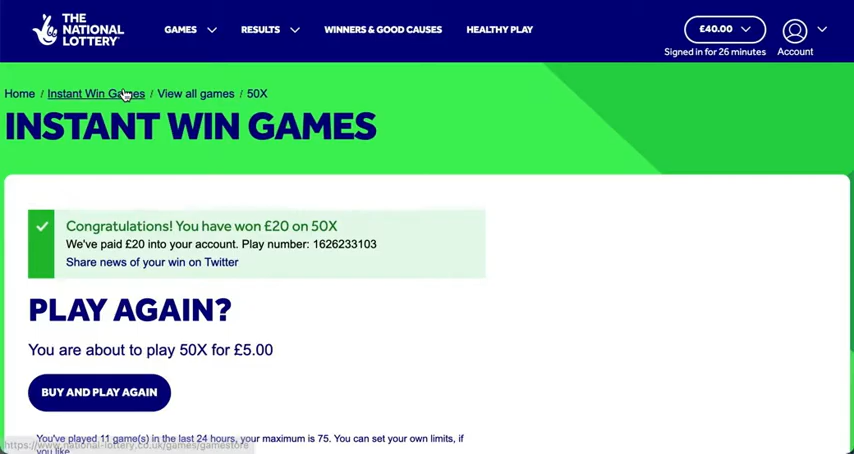 THE
NATIONAL
LOTTERY
GAMES
RESULTS
WINNERS & GOOD CAUSES
HEALTHY PLAY
£40.00
Signed in for 26 minutes
Account
Home / Instant Win Games / View all games / 50X
INSTANT WIN GAMES
Congratulations! You have won £20 on 50X
We've paid £20 into your account. Play number: 1626233103
Share news of your win on Twitter
PLAY AGAIN?
You are about to play 50X for £5.00
BUY AND PLAY AGAIN
You've played 11 game(s) in the last 24 hours, your maximum is 75. You can set your own limits, if
you like
https://www.national-lottery.co.uk/games/gamestore